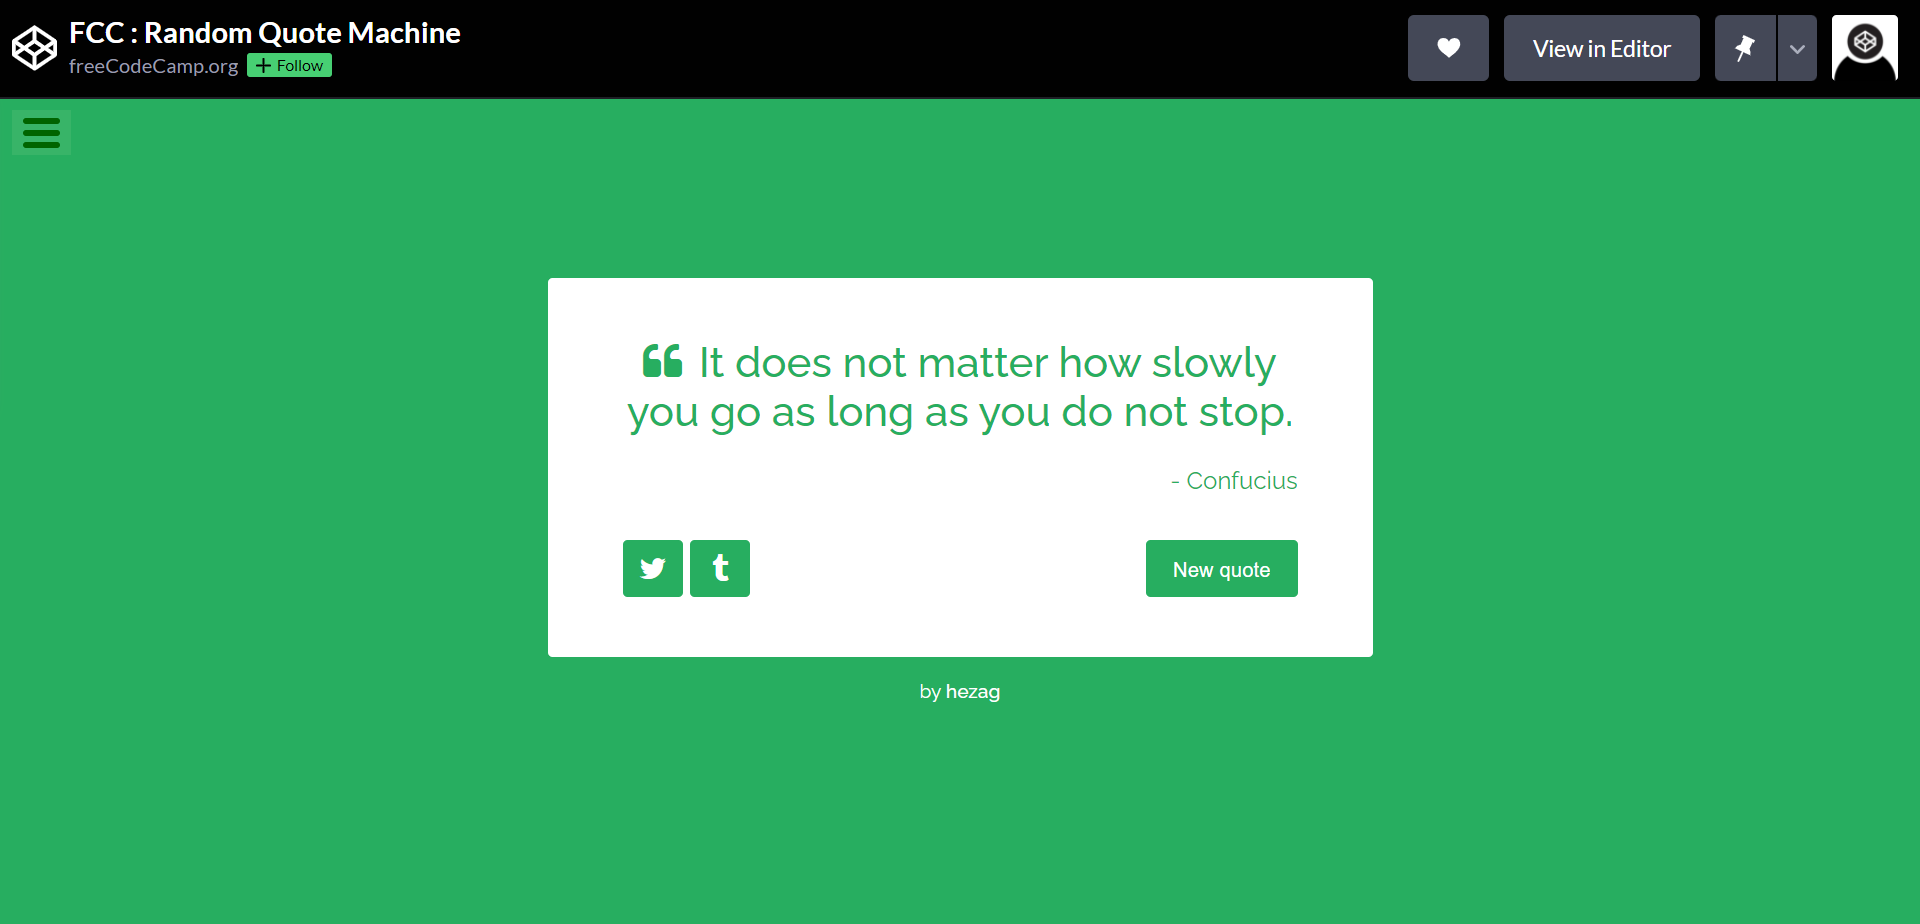 FCC : Random Quote Machine
freeCodeCamp.org + Follow
View in Editor
“ It does not matter how slowly
you go as long as you do not stop.
- Confucius
t
New quote
by hezag